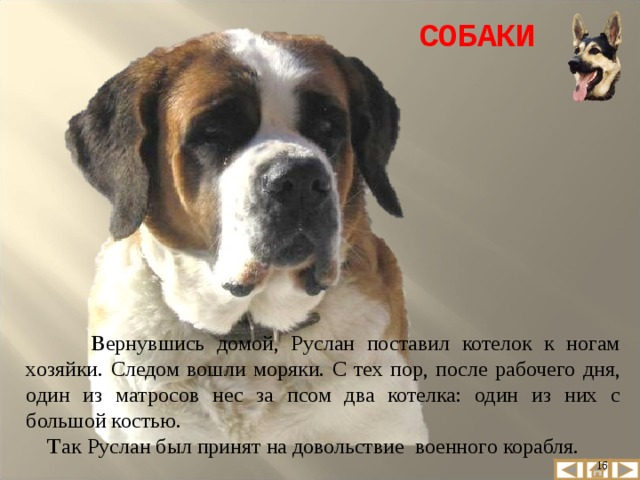 СОБАКИ
Вернувшись домой, Руслан поставил котелок к ногам
хозяйки. Следом вошли моряки. С тех пор, после рабочего дня,
один из матросов нес за псом два котелка: один из них с
большой костью.
Так Руслан был принят на довольствие военного корабля.
16